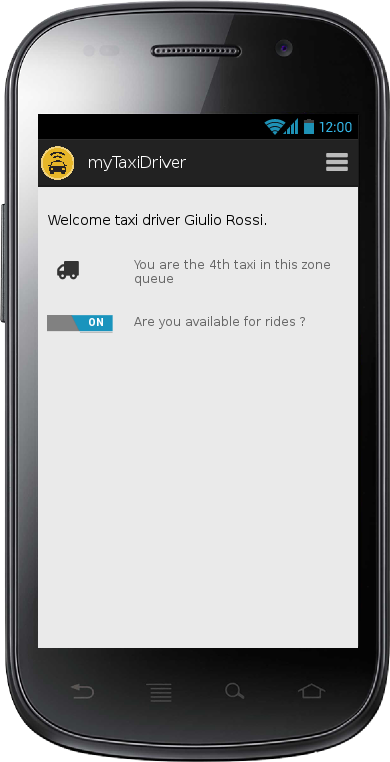 12:00
myTaxiDriver
Welcome taxi driver Giulio Rossi.
You are the 4th taxi in this zone
queue
ON
Are you available for rides ?